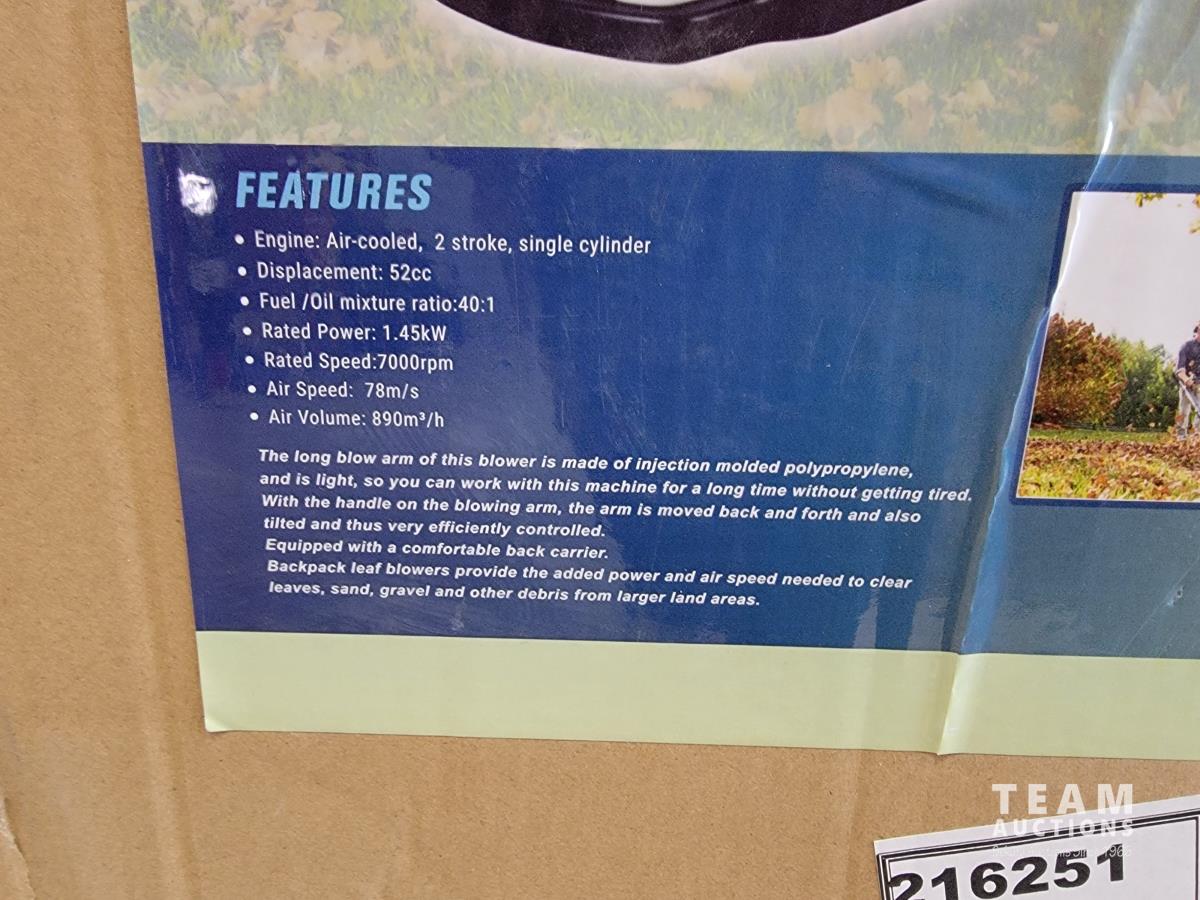 FEATURES
• Engine: Air-cooled, 2 stroke, single cylinder
• Displacement: 52cc
• Fuel /Oil mixture ratio:40:1
• Rated Power: 1.45kW
• Rated Speed:7000rpm
• Air Speed: 78m/s
• Air Volume: 890m³/h
The long blow arm of this blower is made of injection molded polypropylene,
and is light, so you can work with this machine for a long time without getting tired.
With the handle on the blowing arm, the arm is moved back and forth and also
tilted and thus very efficiently controlled.
Equipped with a comfortable back carrier.
Backpack leaf blowers provide the added power and air speed needed to clear
leaves, sand, gravel and other debris from larger land areas.
TEAM
AUCTIONS
216251